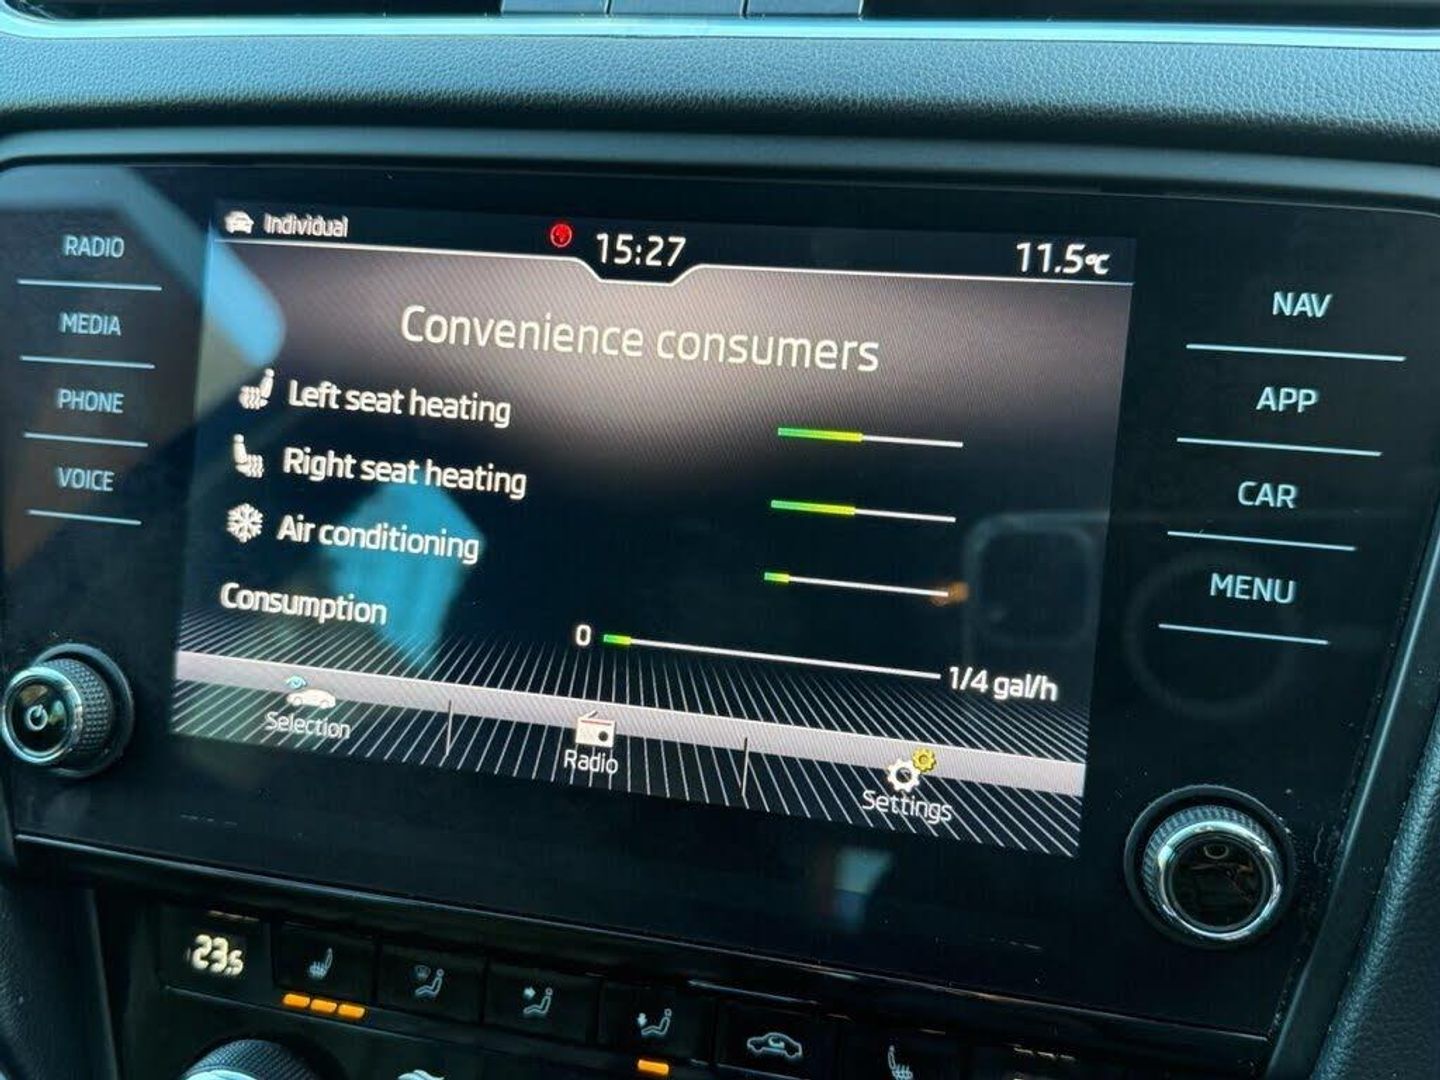 Individual
15:27
11.5°C
RADIO
MEDIA
PHONE
VOICE
Convenience consumers
Left seat heating
Right seat heating
Air conditioning
Consumption
0
1/4 gal/h
Selection
Radio
Settings
NAV
APP
CAR
MENU
23.5